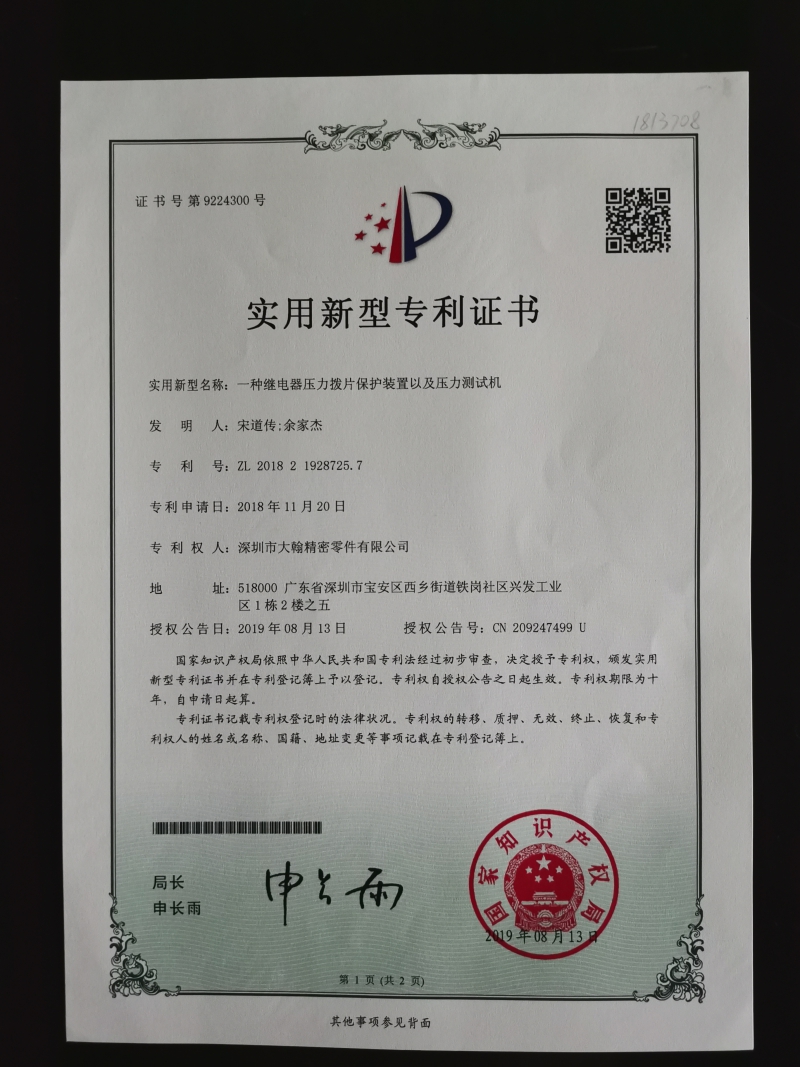 1813708
证书号第9224300号
实用新型专利证书
实用新型名称：一种继电器压力拨片保护装置以及压力测试机
发明人：宋道传;余家杰
专利号：ZL 2018 2 1928725.7
专利申请日：2018年11月20日
专利权人：深圳市大翰精密零件有限公司
地址：518000 广东省深圳市宝安区西乡街道铁岗社区兴发工业
区1栋2楼之五
授权公告日：2019年08月13日 授权公告号：CN 209247499 U
国家知识产权局依照中华人民共和国专利法经过初步审查，决定授予专利权，颁发实用
新型专利证书并在专利登记簿上予以登记。专利权自授权公告之日起生效。专利权期限为十
年，自申请日起算。
专利证书记载专利权登记时的法律状况。专利权的转移、质押、无效、终止、恢复和专
利权人的姓名或名称、国籍、地址变更等事项记载在专利登记簿上。
局长
申长雨
申长雨
国家知识产权局
2019年08月13日
第1页(共2页)
其他事项参见背面